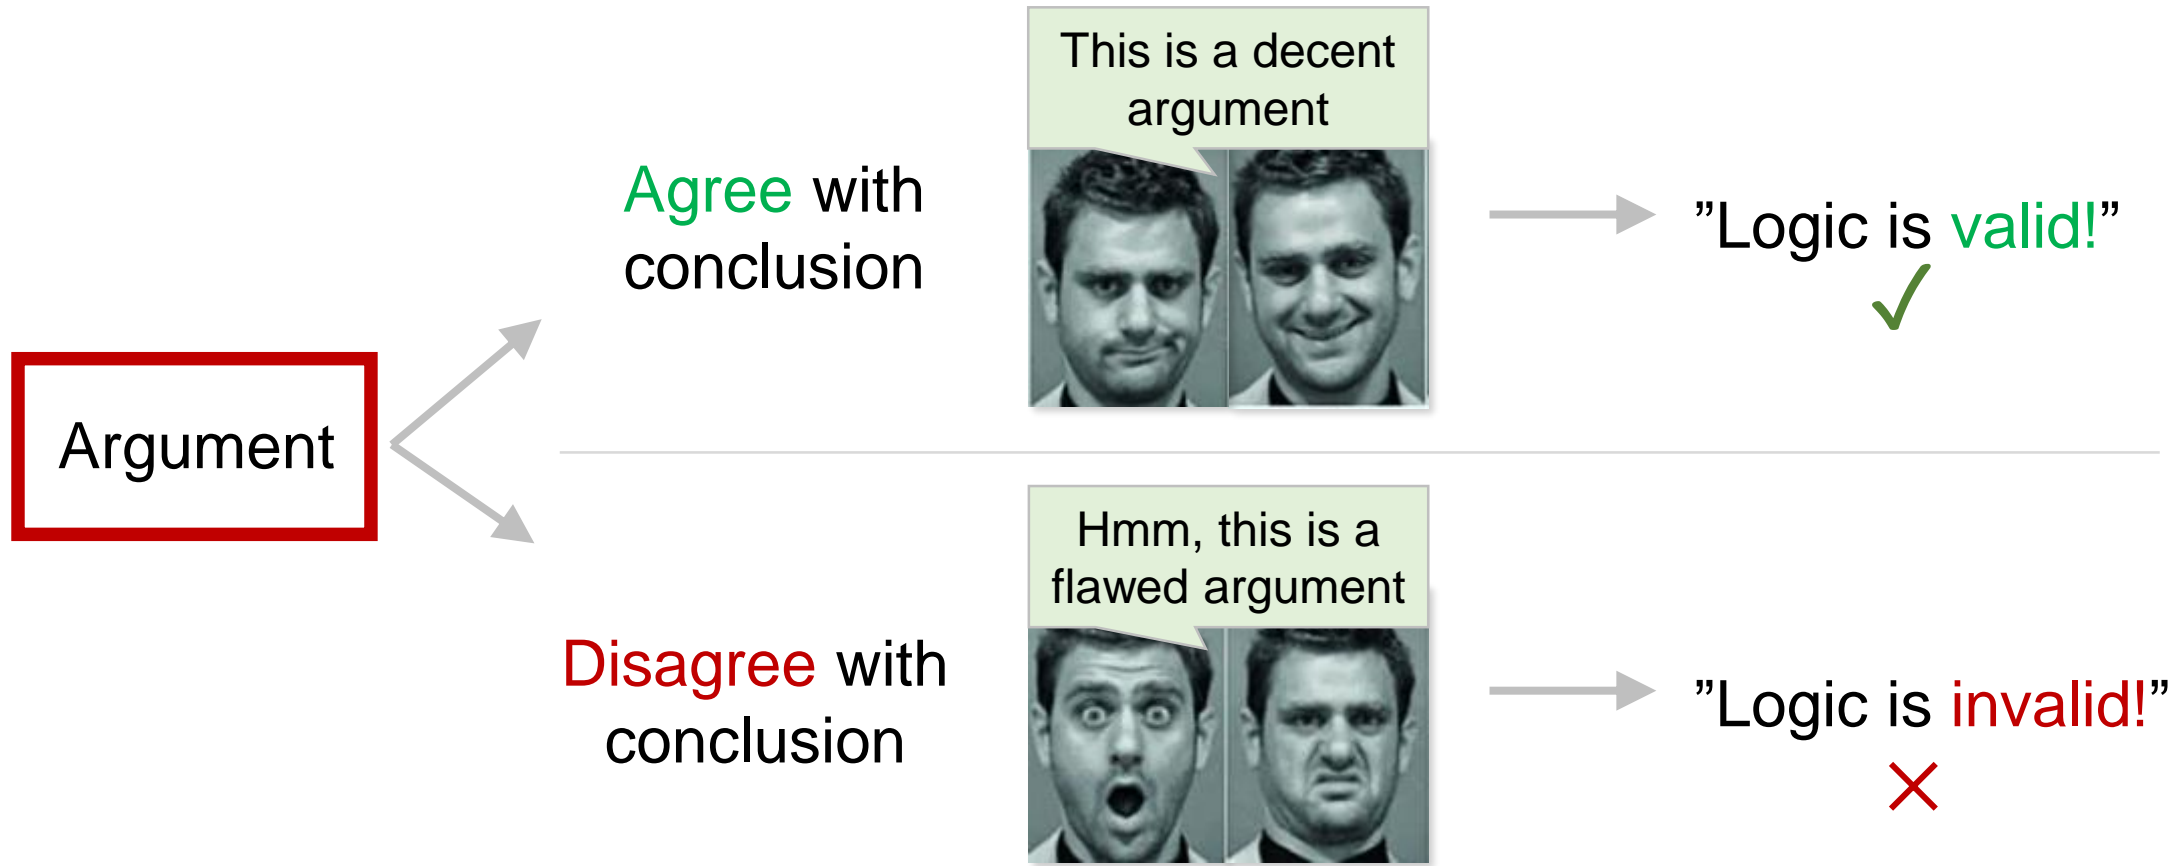 This is a decent
argument
Agree with
conclusion
”Logic is valid!”
Argument
Hmm, this is a
flawed argument
Disagree with
conclusion
”Logic is invalid!”